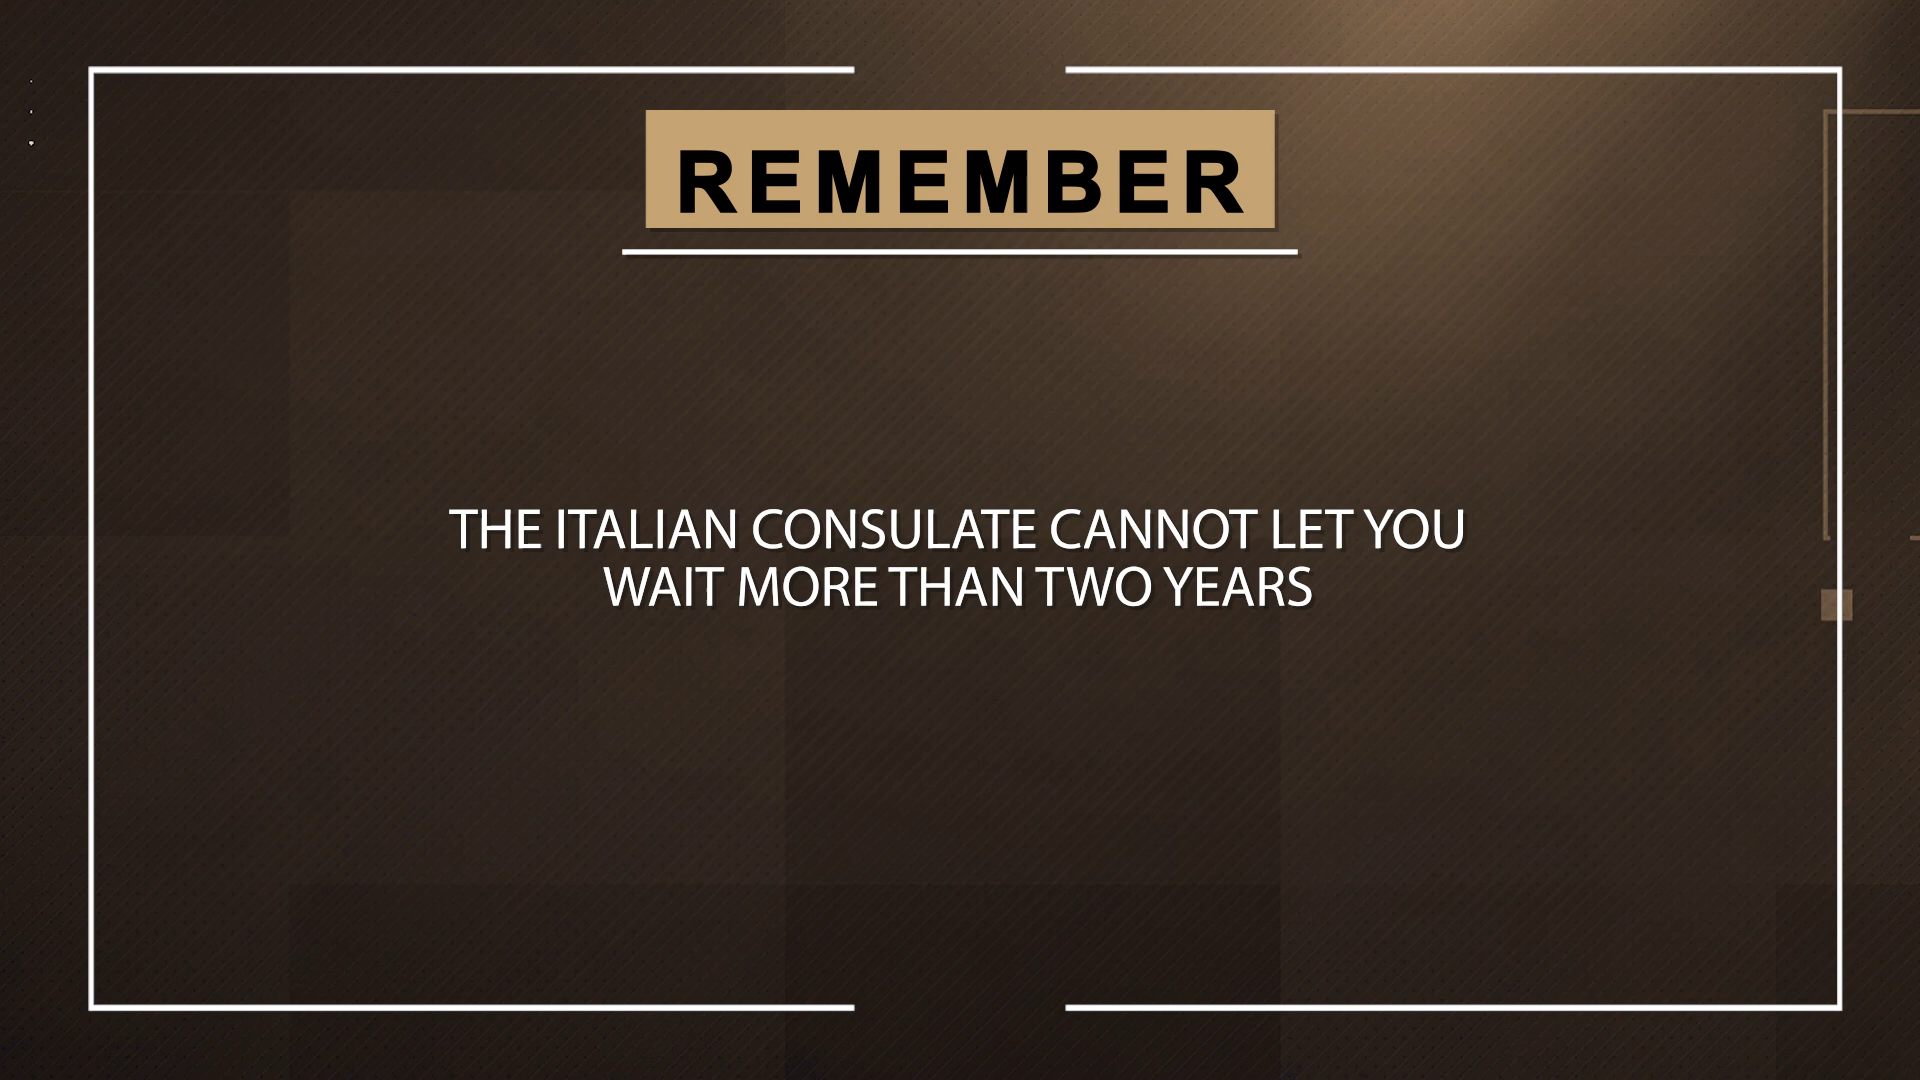 REMEMBER
THE ITALIAN CONSULATE CANNOT LET YOU
WAIT MORE THAN TWO YEARS